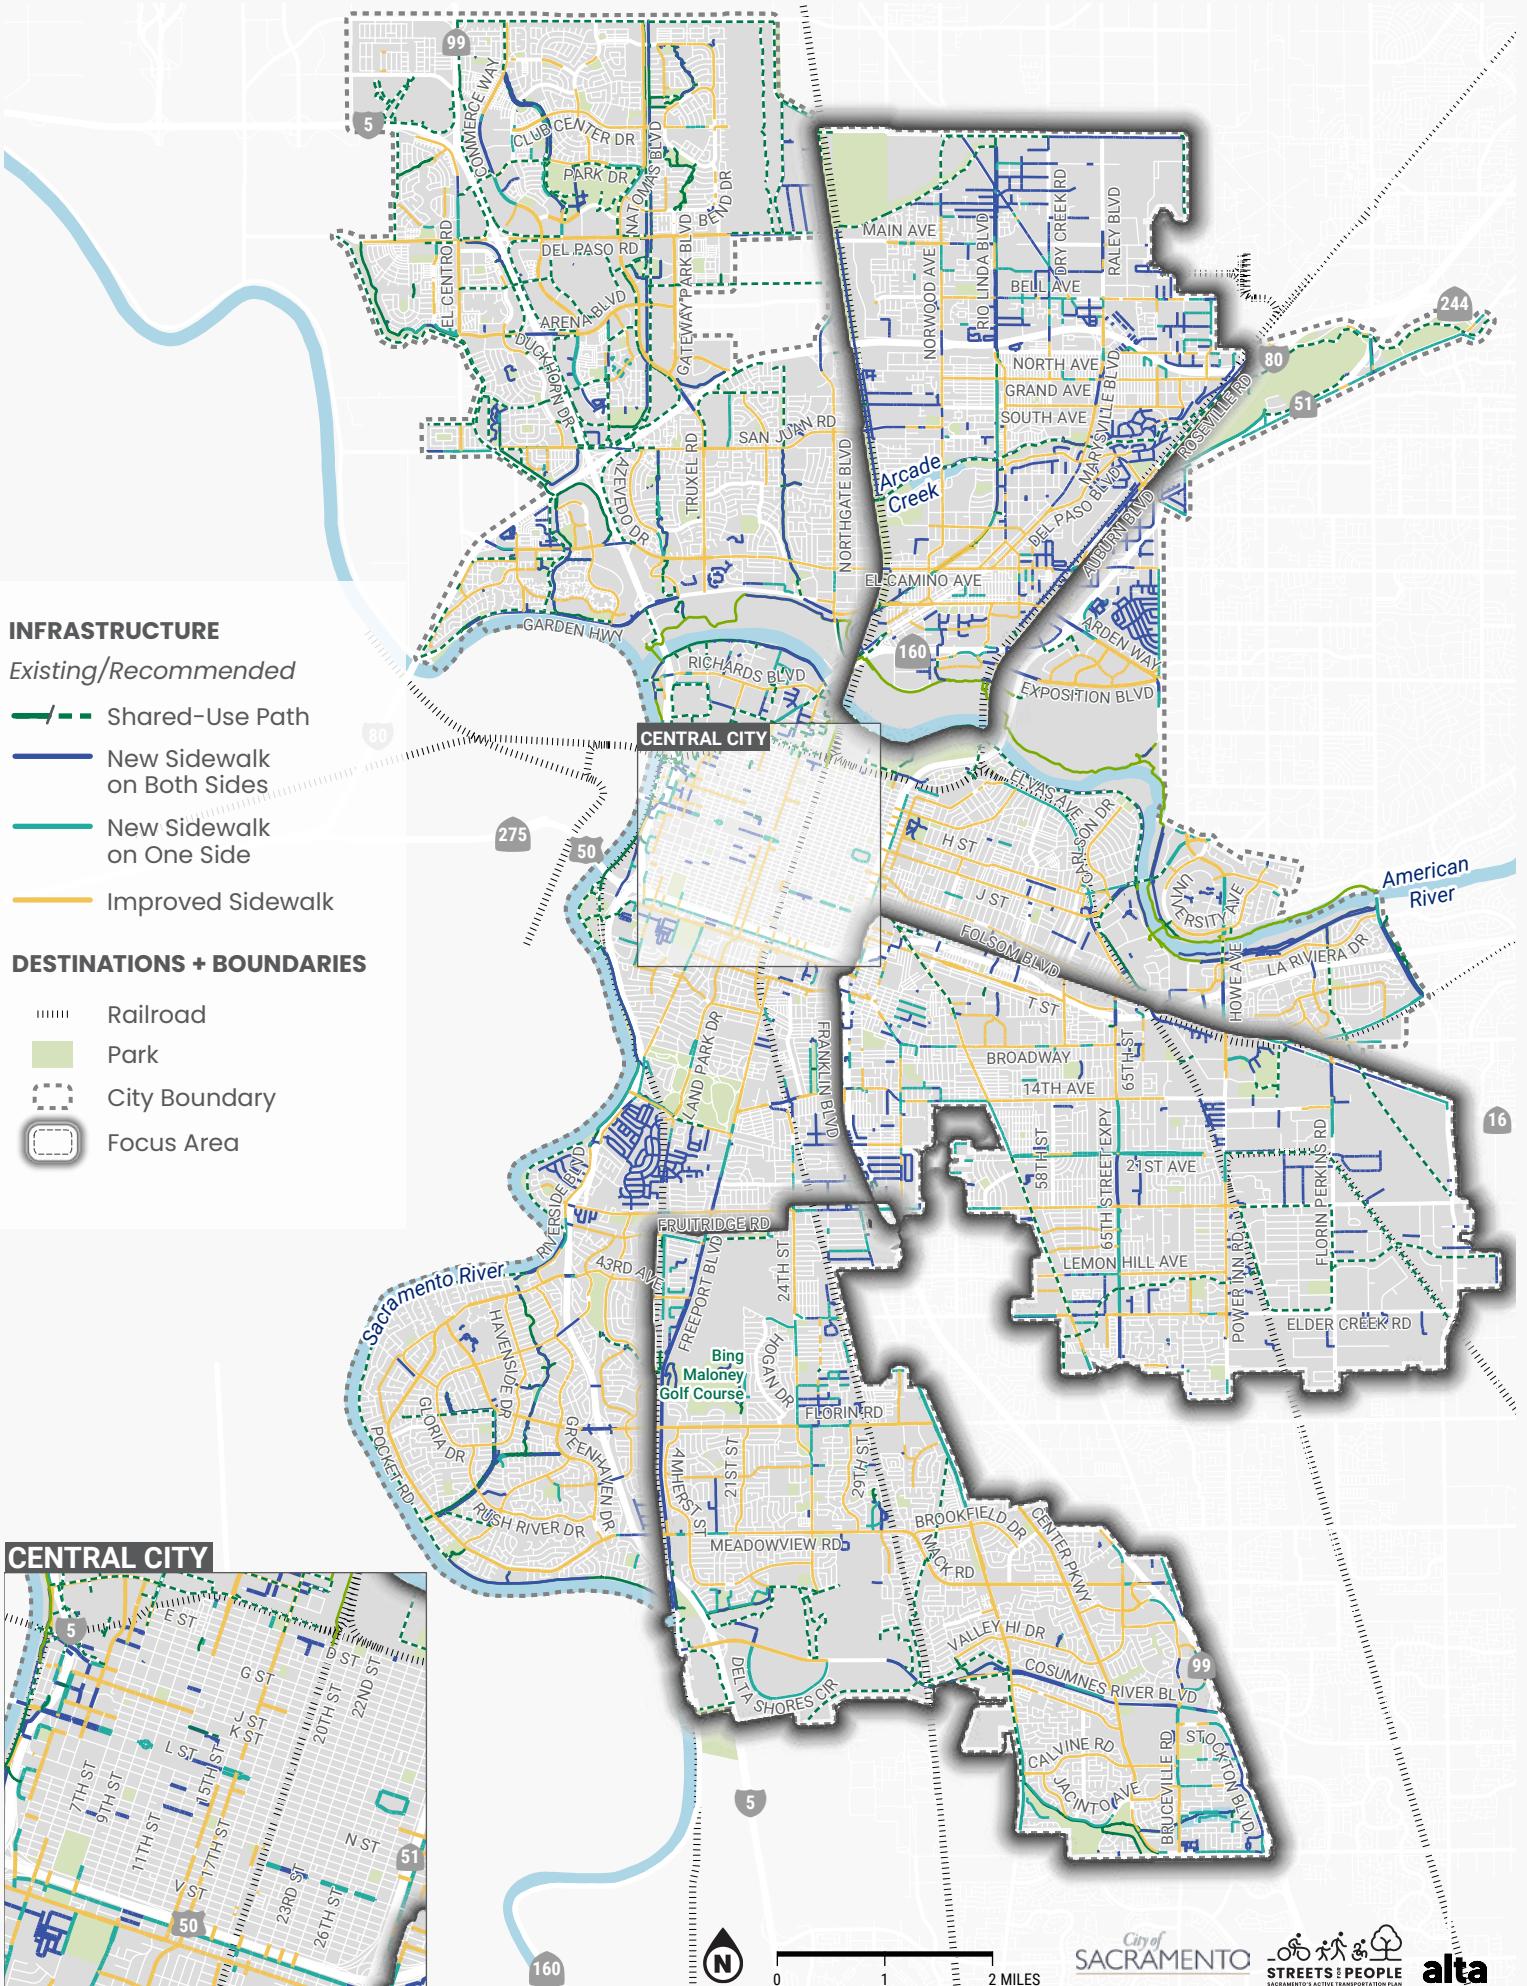 99
5
COMMERCE WAY
CLUB CENTER DR
PARK DR
NATOMAS BLVD
BEND DR
DEL PASO RD
EL CENTRO RD
GATEWAY PARK BLVD
ARENA BLVD
DUCKHORN DR
SAN JUAN RD
AZEVEDO DR
TRUXEL RD
NORTHGATE BLVD
GARDEN HWY
MAIN AVE
NORWOOD AVE
RIO LINDA BLVD
DRY CREEK RD
RALEY BLVD
BELL AVE
NORTH AVE
GRAND AVE
SOUTH AVE
MARYSVILLE BLVD
ROSEVILLE RD
244
80
51
Arcade
Creek
DEL PASO BLVD
AUBURN BLVD
EL CAMINO AVE
160
ARDEN WAY
EXPOSITION BLVD
RICHARDS BLVD
CENTRAL CITY
INFRASTRUCTURE
Existing/Recommended
Shared-Use Path
New Sidewalk
on Both Sides
New Sidewalk
on One Side
Improved Sidewalk
DESTINATIONS + BOUNDARIES
Railroad
Park
City Boundary
Focus Area
80
275
50
ELVAS AVE
CARLSON DR
H ST
J ST
FOLSOM BLVD
UNIVERSITY AVE
American
River
HOWE AVE
LA RIVIERA DR
T ST
BROADWAY
14TH AVE
65TH ST
LAND PARK DR
FRANKLIN BLVD
58TH ST
65TH STREET EXPY
21ST AVE
FLORIN PERKINS RD
16
RIVERSIDE BLVD
FRUITRIDGE RD
43RD AVE
FREEPORT BLVD
24TH ST
LEMON HILL AVE
POWER INN RD
ELDER CREEK RD
Sacramento River
HAVENSIDE DR
GLORIA DR
POCKET RD
GREENHAVEN DR
RUSH RIVER DR
Bing
Maloney
Golf Course
HOGAN DR
FLORIN RD
AMHERST ST
21ST ST
29TH ST
MEADOWVIEW RD
BROOKFIELD DR
CENTER PKWY
MACK RD
VALLEY HI DR
DELTA SHORES CIR
COSUMNES RIVER BLVD
99
CALVINE RD
JACINTO AVE
BRUCEVILLE RD
STOCKTON BLVD
5
160
CENTRAL CITY
5
E ST
D ST
G ST
20TH ST
22ND ST
J ST
K ST
L ST
15TH ST
7TH ST
9TH ST
11TH ST
17TH ST
N ST
51
V ST
23RD ST
26TH ST
50
N
0 1 2 MILES
City of
SACRAMENTO
STREETS FOR PEOPLE
SACRAMENTO'S ACTIVE TRANSPORTATION PLAN
alta